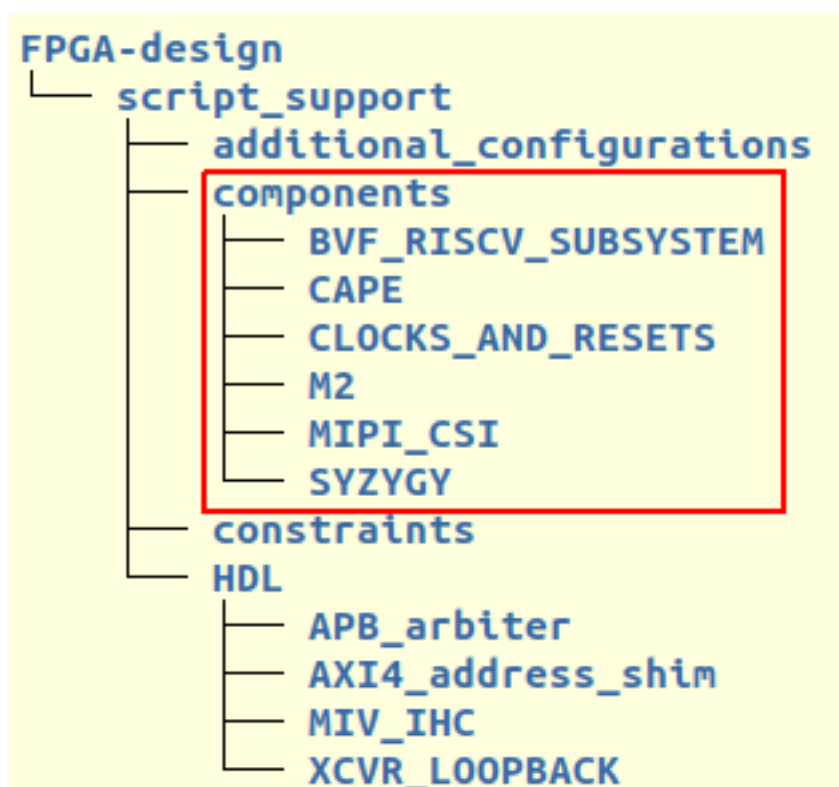 FPGA-design
script_support
additional_configurations
components
BVF_RISCV_SUBSYSTEM
CAPE
CLOCKS_AND_RESETS
M2
MIPI_CSI
SYZYGY
constraints
HDL
APB_arbiter
AXI4_address_shim
MIV_IHC
XCVR_LOOPBACK